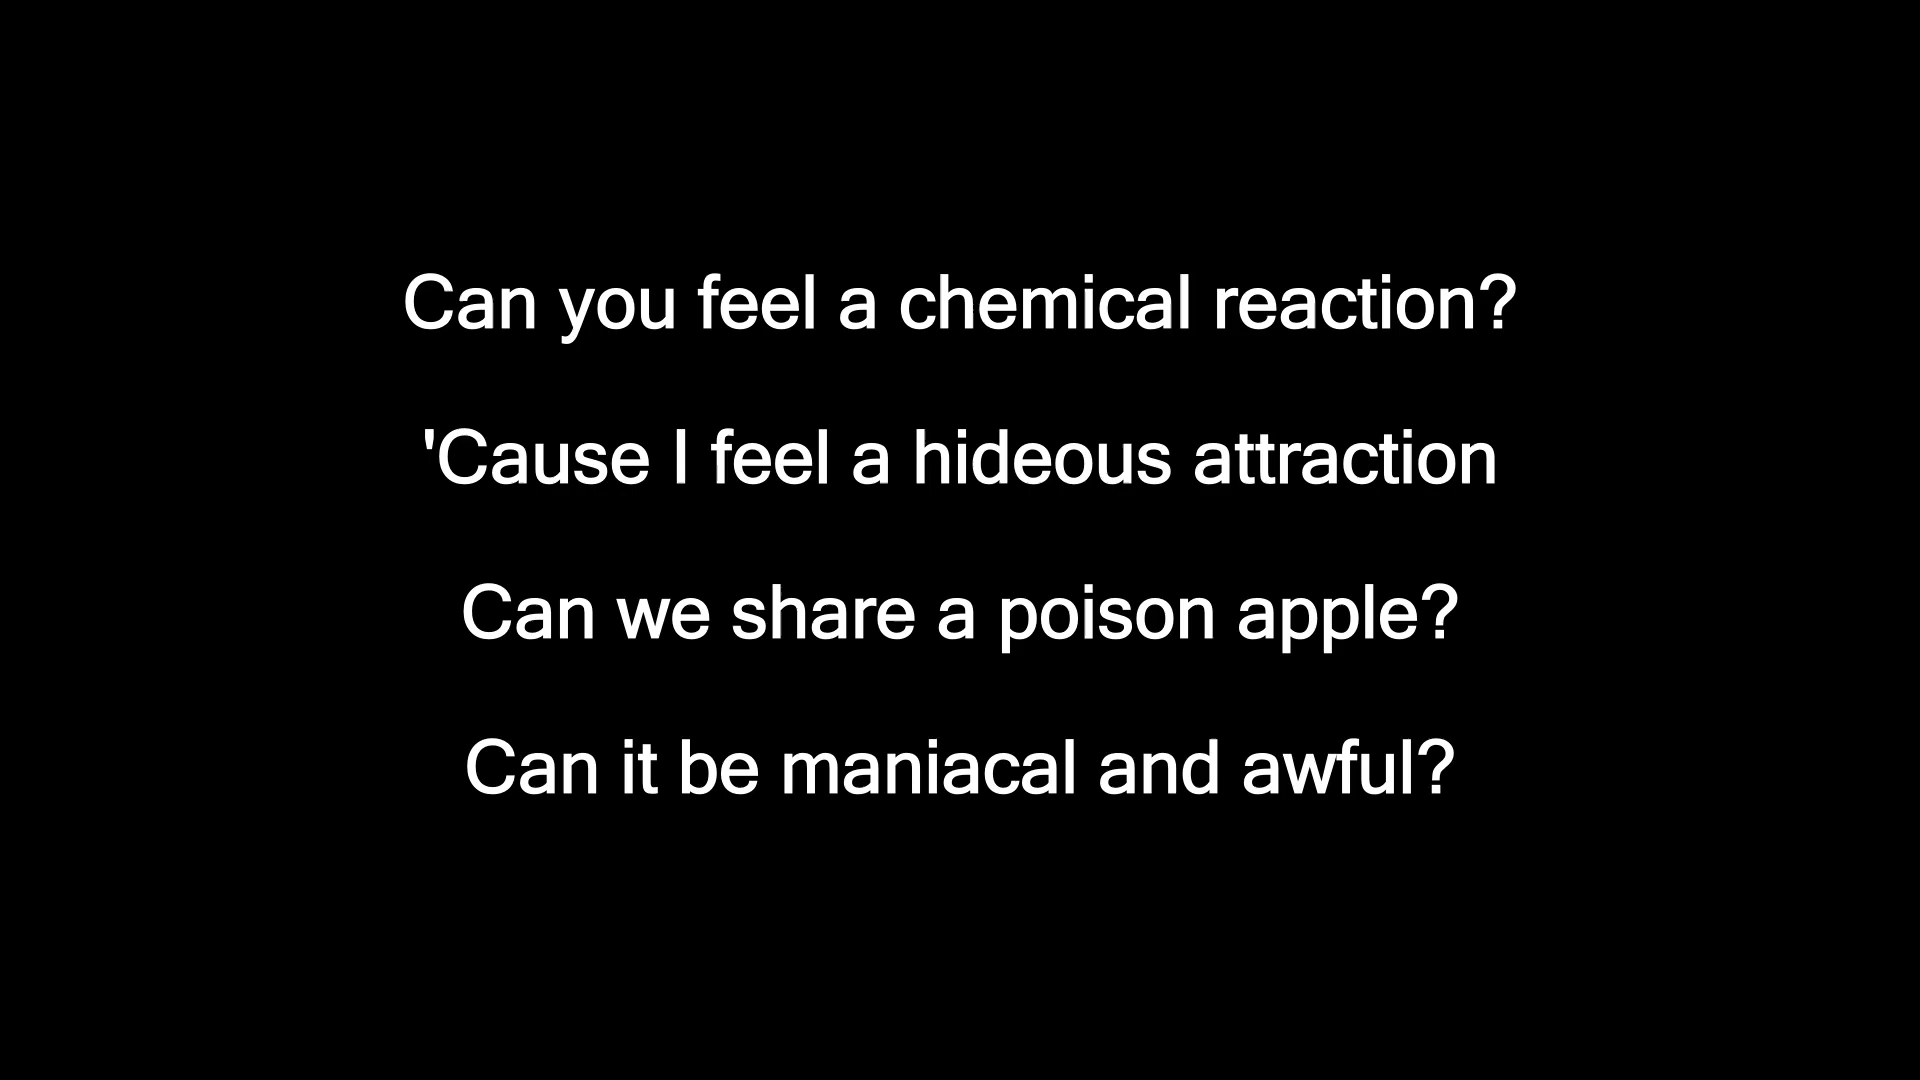 Can you feel a chemical reaction?
'Cause I feel a hideous attraction
Can we share a poison apple?
Can it be maniacal and awful?